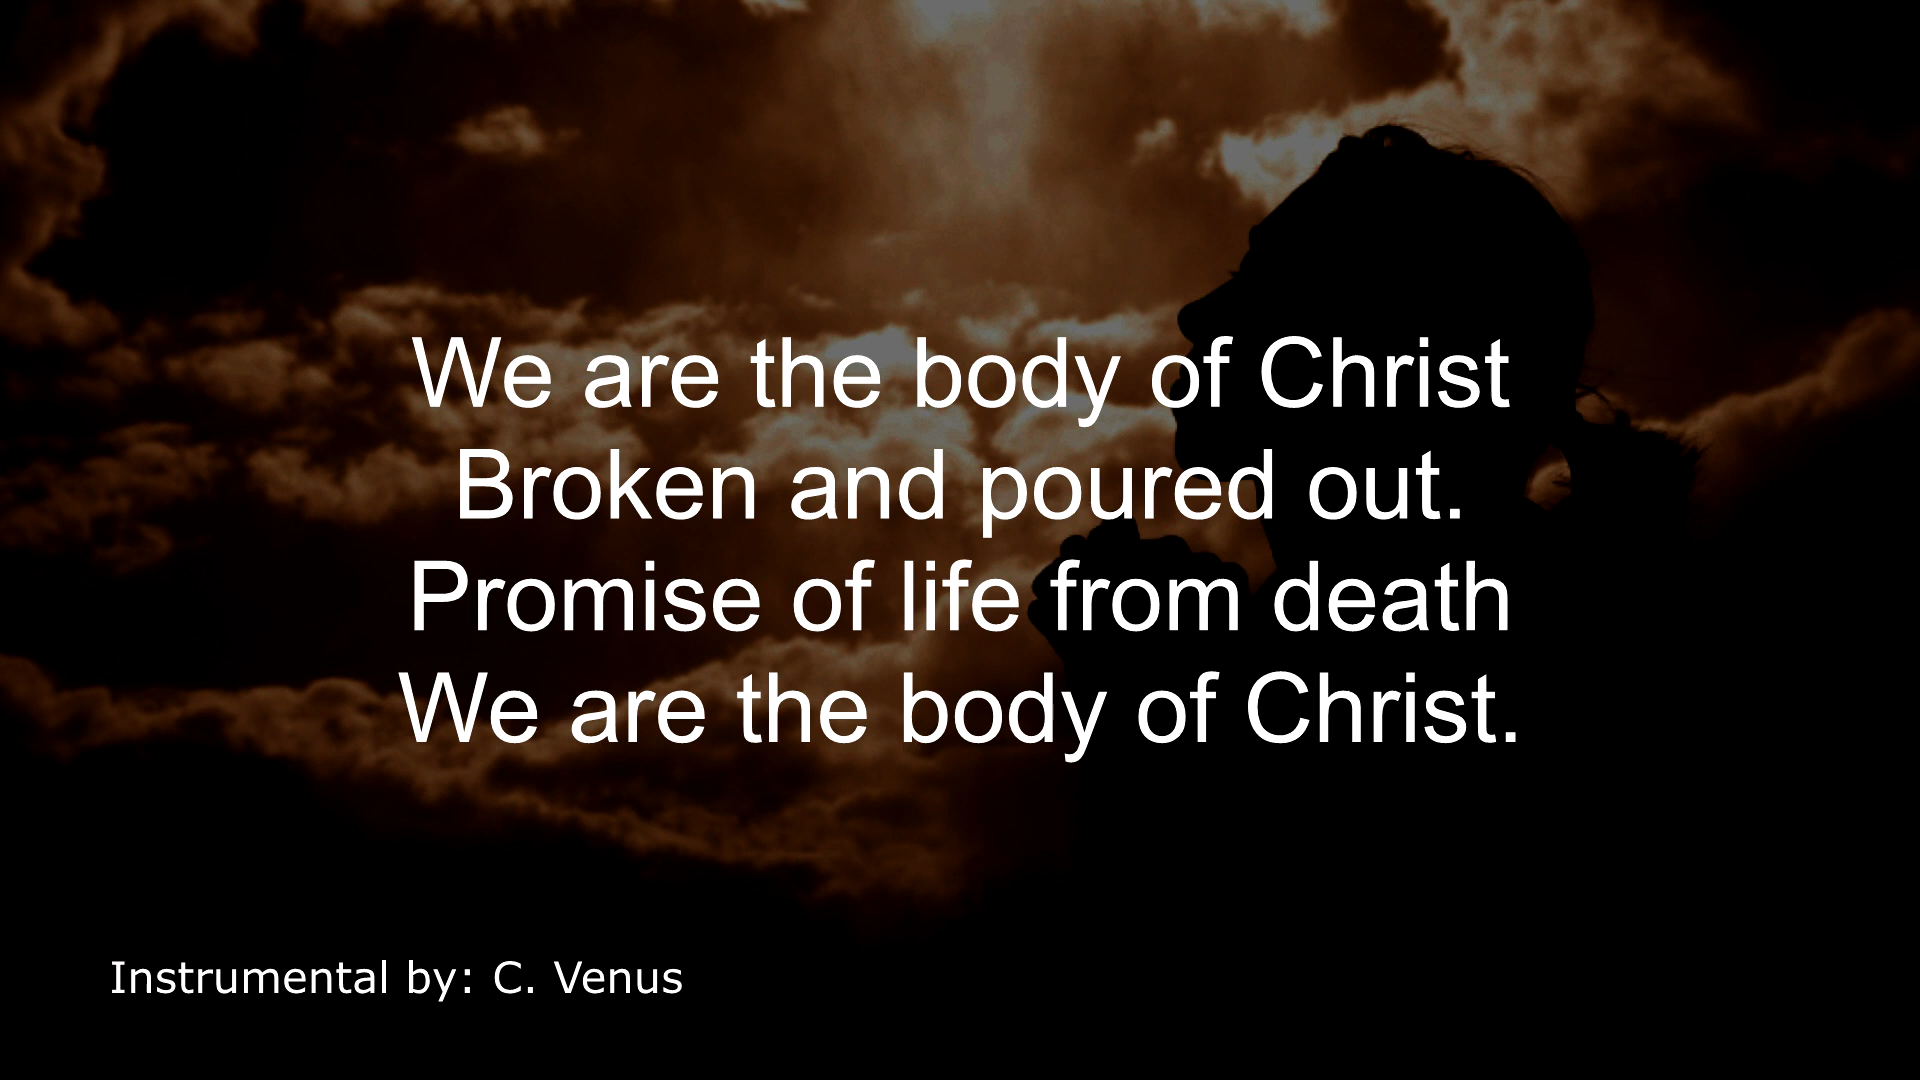 We are the body of Christ
Broken and poured out.
Promise of life from death
We are the body of Christ.
Instrumental by: C. Venus